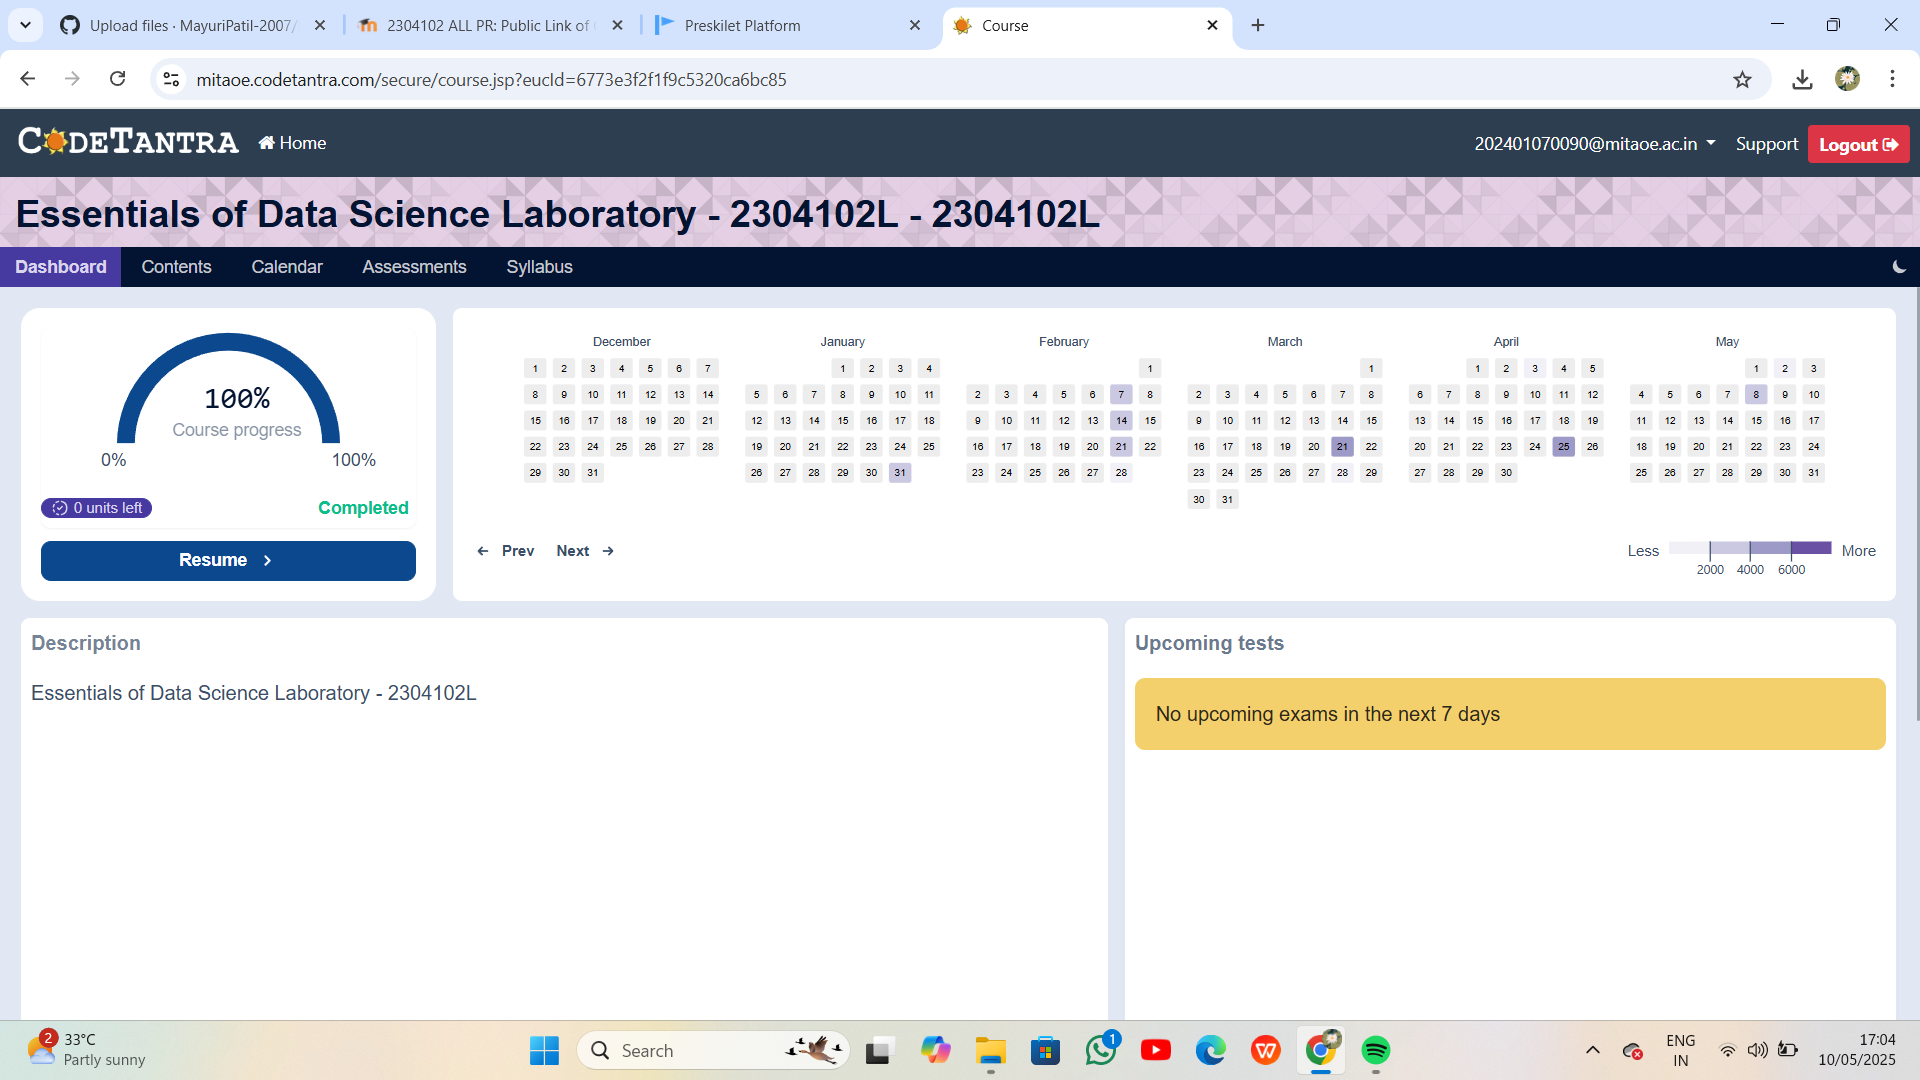 Upload files · MayuriPatil-2007/
2304102 ALL PR: Public Link of
Preskilet Platform
Course
mitaoe.codetantra.com/secure/course.jsp?eucId=6773e3f2f1f9c5320ca6bc85
CODETANTRA
Home
202401070090@mitaoe.ac.in
Support
Logout
Essentials of Data Science Laboratory - 2304102L - 2304102L
Dashboard
Contents
Calendar
Assessments
Syllabus
100%
Course progress
0%
100%
0 units left
Completed
Resume
December
1 2 3 4 5 6 7
8 9 10 11 12 13 14
15 16 17 18 19 20 21
22 23 24 25 26 27 28
29 30 31
January
1 2 3 4
5 6 7 8 9 10 11
12 13 14 15 16 17 18
19 20 21 22 23 24 25
26 27 28 29 30 31
February
1
2 3 4 5 6 7 8
9 10 11 12 13 14 15
16 17 18 19 20 21 22
23 24 25 26 27 28
March
1
2 3 4 5 6 7 8
9 10 11 12 13 14 15
16 17 18 19 20 21 22
23 24 25 26 27 28 29
30 31
April
1 2 3 4 5
6 7 8 9 10 11 12
13 14 15 16 17 18 19
20 21 22 23 24 25 26
27 28 29 30
May
1 2 3
4 5 6 7 8 9 10
11 12 13 14 15 16 17
18 19 20 21 22 23 24
25 26 27 28 29 30 31
Prev
Next
Less
More
2000 4000 6000
Description
Essentials of Data Science Laboratory - 2304102L
Upcoming tests
No upcoming exams in the next 7 days
2
33°C
Partly sunny
Search
1
ENG
IN
17:04
10/05/2025